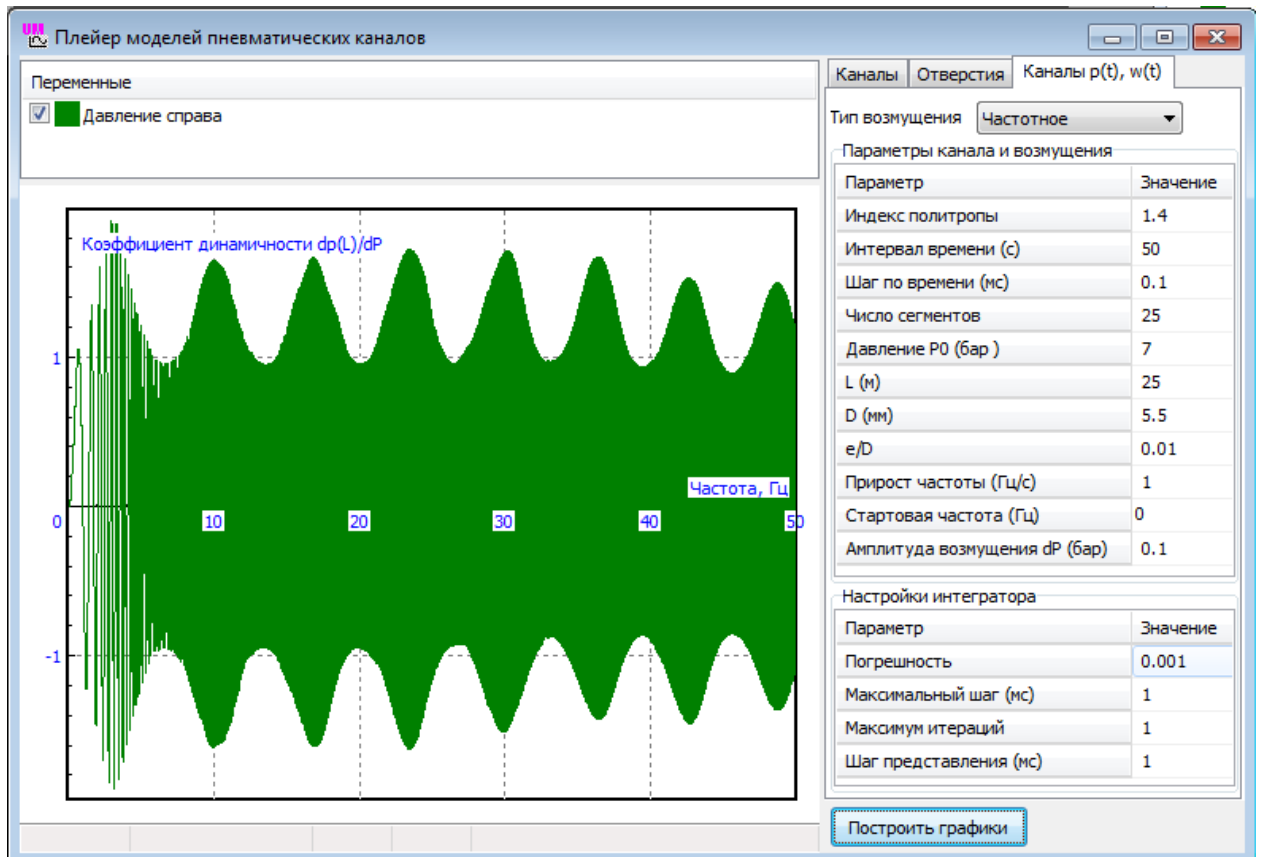 UM Плейер моделей пневматических каналов
Переменные
Давление справа
Коэффициент динамичности dp(L)/dP
1
Частота, Гц
0 10 20 30 40 50
-1
Каналы Отверстия Каналы p(t), w(t)
Тип возмущения Частотное
Параметры канала и возмущения
Параметр Значение
Индекс политропы 1.4
Интервал времени (с) 50
Шаг по времени (мс) 0.1
Число сегментов 25
Давление P0 (бар ) 7
L (м) 25
D (мм) 5.5
e/D 0.01
Прирост частоты (Гц/с) 1
Стартовая частота (Гц) 0
Амплитуда возмущения dP (бар) 0.1
Настройки интегратора
Параметр Значение
Погрешность 0.001
Максимальный шаг (мс) 1
Максимум итераций 1
Шаг представления (мс) 1
Построить графики